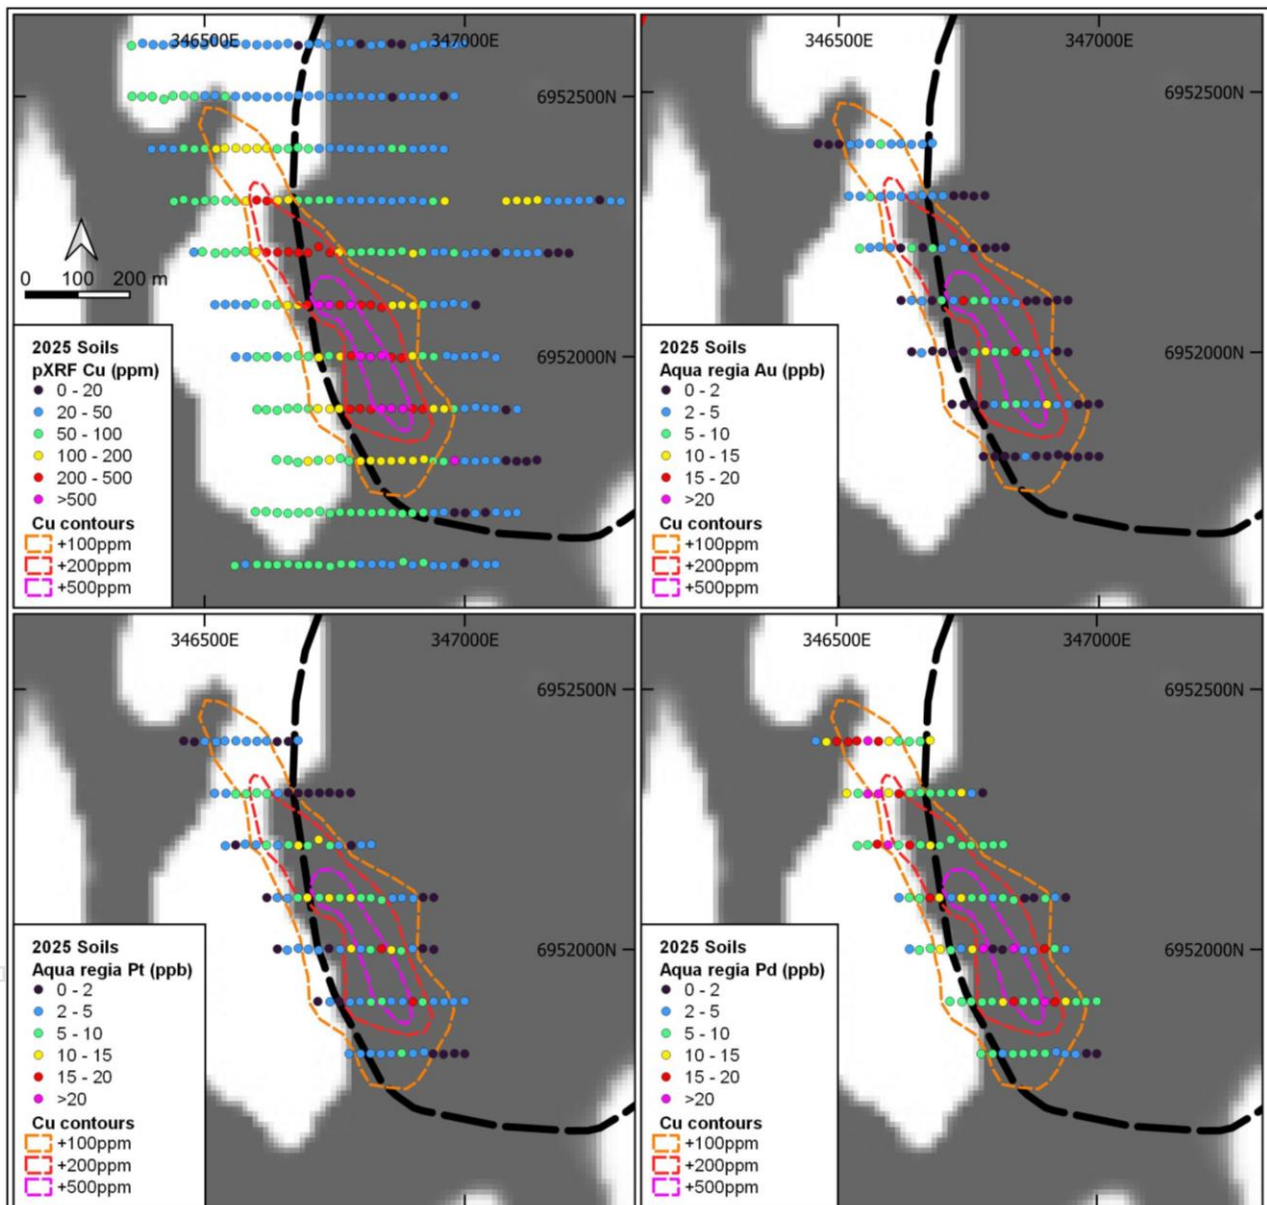 346500E
347000E
6952500N
0
100
200 m
6952000N
2025 Soils
pXRF Cu (ppm)
0 - 20
20 - 50
50 - 100
100 - 200
200 - 500
>500
Cu contours
+100ppm
+200ppm
+500ppm
346500E
347000E
6952500N
6952000N
2025 Soils
Aqua regia Au (ppb)
0 - 2
2 - 5
5 - 10
10 - 15
15 - 20
>20
Cu contours
+100ppm
+200ppm
+500ppm
346500E
347000E
6952500N
6952000N
2025 Soils
Aqua regia Pt (ppb)
0 - 2
2 - 5
5 - 10
10 - 15
15 - 20
>20
Cu contours
+100ppm
+200ppm
+500ppm
346500E
347000E
6952500N
6952000N
2025 Soils
Aqua regia Pd (ppb)
0 - 2
2 - 5
5 - 10
10 - 15
15 - 20
>20
Cu contours
+100ppm
+200ppm
+500ppm